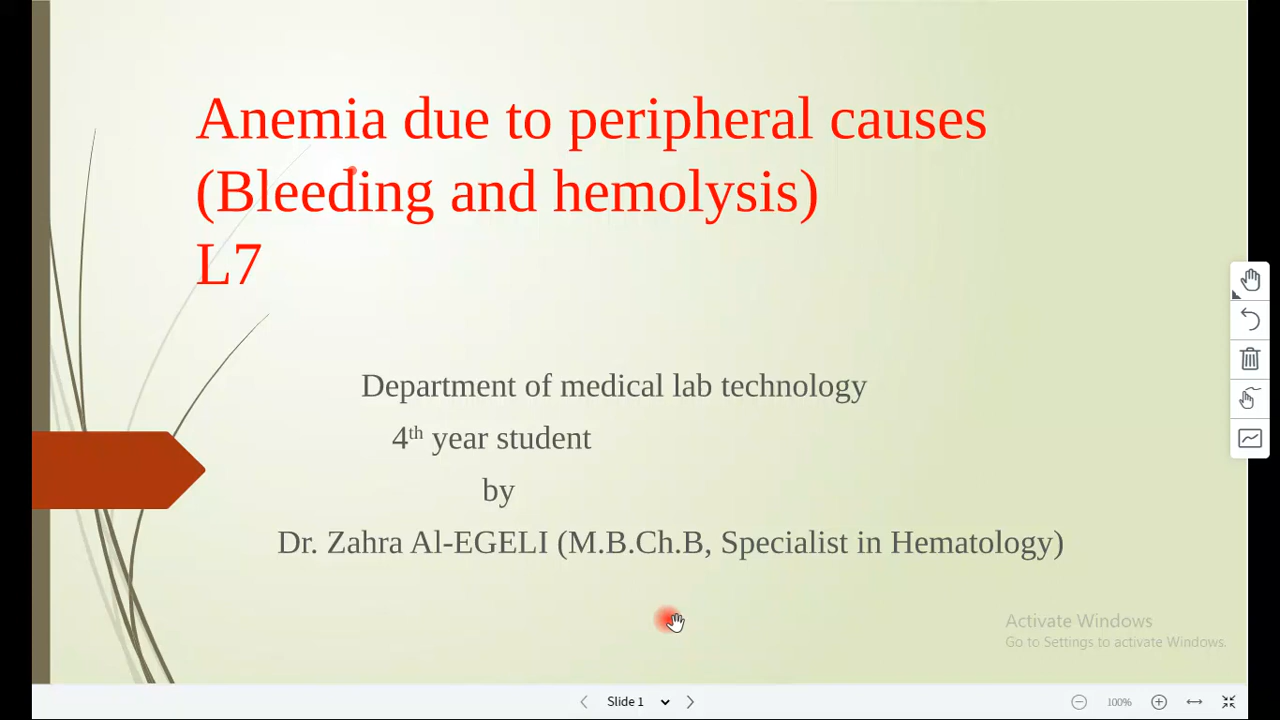 Anemia due to peripheral causes
(Bleeding and hemolysis)
L7
Department of medical lab technology
4th year student
by
Dr. Zahra Al-EGELI (M.B.Ch.B, Specialist in Hematology)
Activate Windows
Go to Settings to activate Windows.
Slide 1
100%